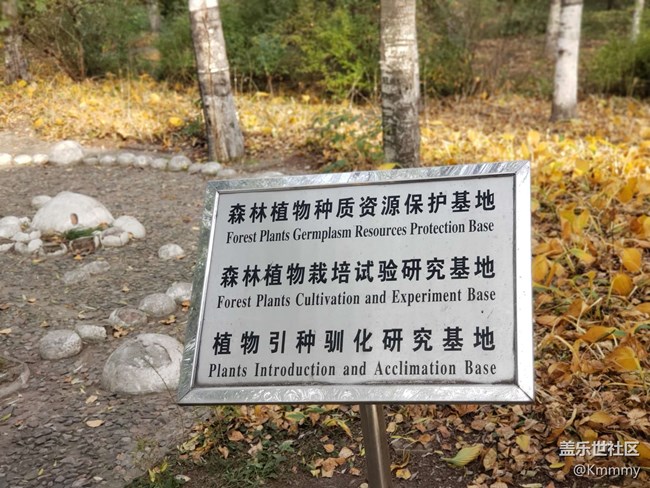 森林植物种质资源保护基地
Forest Plants Germplasm Resources Protection Base
森林植物栽培试验研究基地
Forest Plants Cultivation and Experiment Base
植物引种驯化研究基地
Plants Introduction and Acclimation Base
盖乐世社区
@Kmmmy